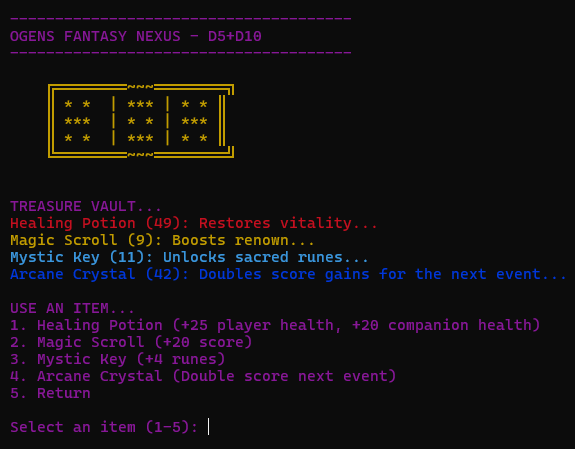 --------------------------------------
OGENS FANTASY NEXUS - D5+D10
--------------------------------------
╔════════~~~════════╗
║ * *  | *** | * * ║
║ ***  | * * | *** ║
║ * *  | *** | * * ║
╚════════~~~════════╝
TREASURE VAULT...
Healing Potion (49): Restores vitality...
Magic Scroll (9): Boosts renown...
Mystic Key (11): Unlocks sacred runes...
Arcane Crystal (42): Doubles score gains for the next event...
USE AN ITEM...
1. Healing Potion (+25 player health, +20 companion health)
2. Magic Scroll (+20 score)
3. Mystic Key (+4 runes)
4. Arcane Crystal (Double score next event)
5. Return
Select an item (1-5):